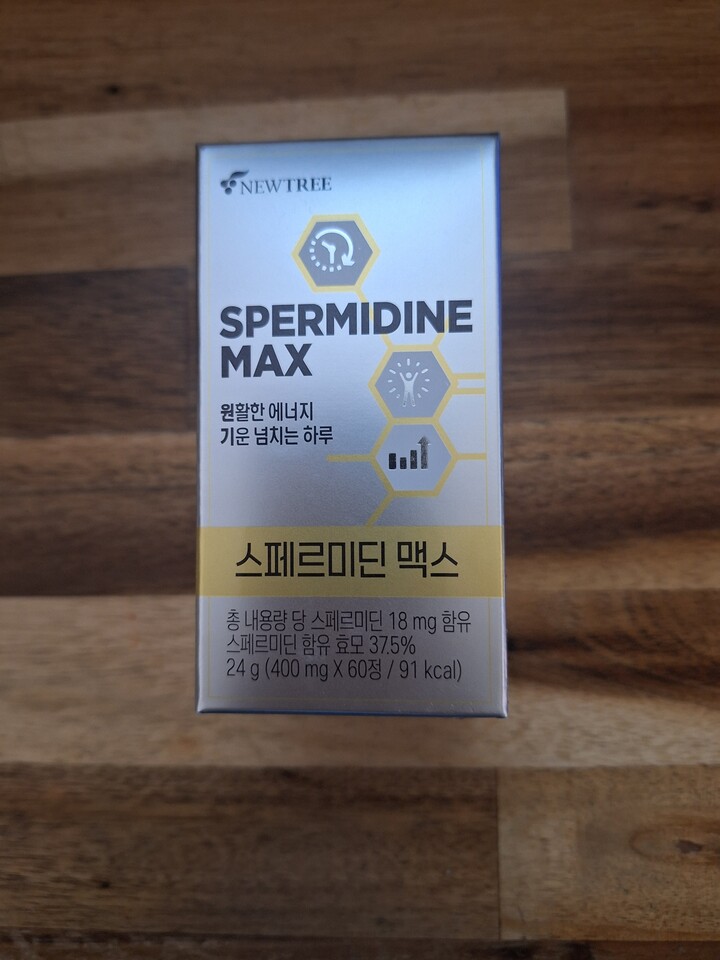 NEWTREE
SPERMIDINE
MAX
원활한 에너지
기운 넘치는 하루
스페르미딘 맥스
총 내용량 당 스페르미딘 18 mg 함유
스페르미딘 함유 효모 37.5%
24 g (400 mg X 60정 / 91 kcal)